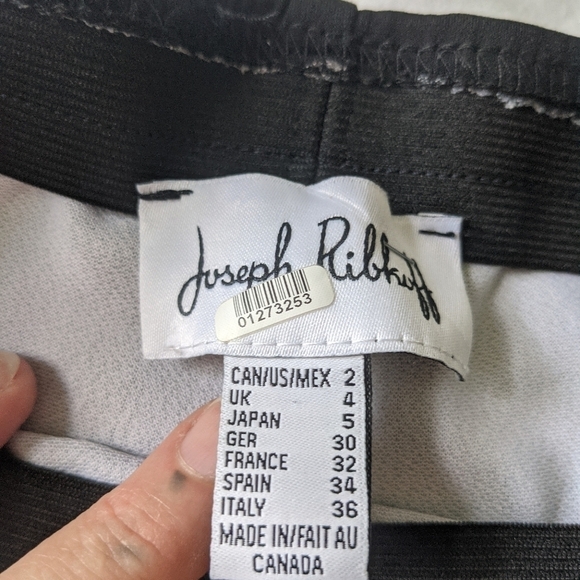 Joseph Ribkoff
01273253
CAN/US/MEX 2
UK 4
JAPAN 5
GER 30
FRANCE 32
SPAIN 34
ITALY 36
MADE IN/FAIT AU
CANADA